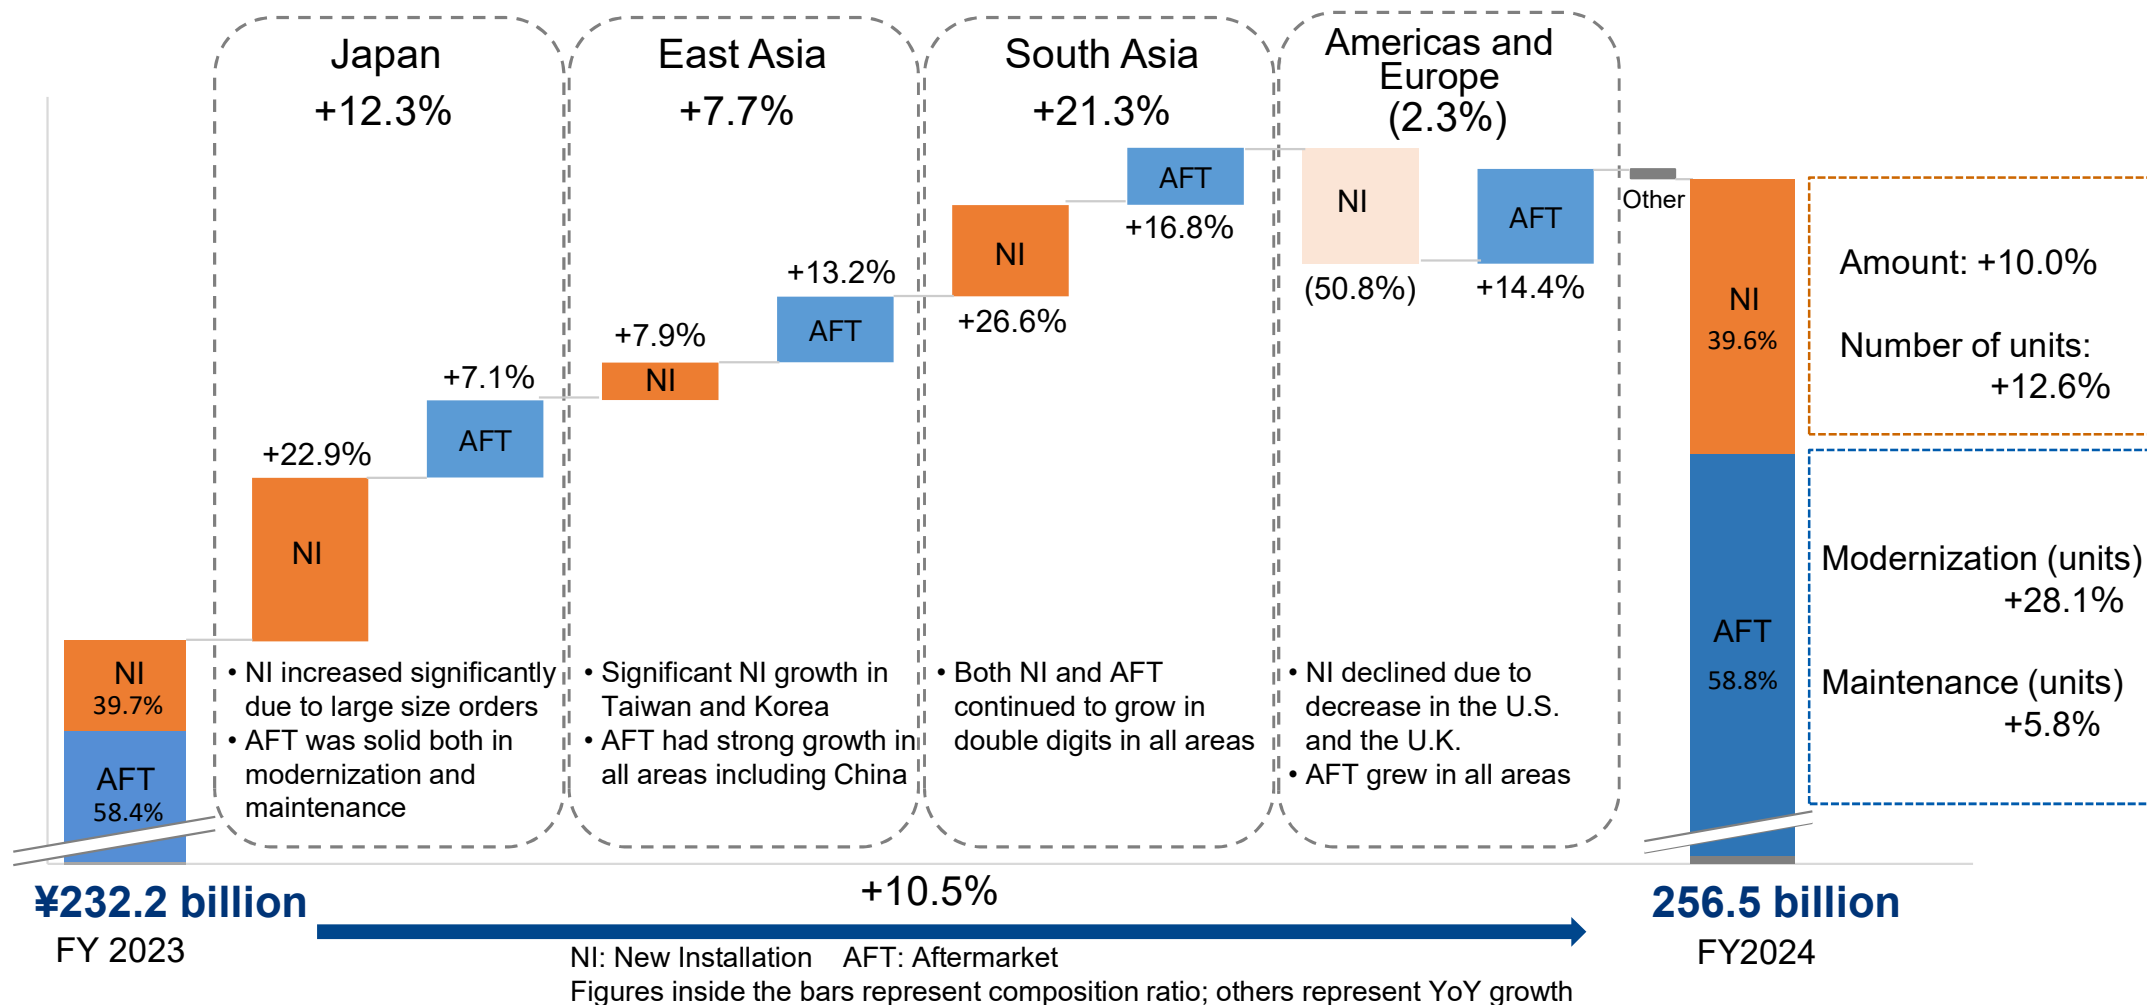 Japan
+12.3%
East Asia
+7.7%
South Asia
+21.3%
Americas and
Europe
(2.3%)
NI
39.7%
AFT
58.4%
+22.9%
NI
+7.1%
AFT
• NI increased significantly
due to large size orders
• AFT was solid both in
modernization and
maintenance
+7.9%
NI
+13.2%
AFT
• Significant NI growth in
Taiwan and Korea
• AFT had strong growth in
all areas including China
NI
+26.6%
AFT
+16.8%
• Both NI and AFT
continued to grow in
double digits in all areas
NI
(50.8%)
AFT
+14.4%
• NI declined due to
decrease in the U.S.
and the U.K.
• AFT grew in all areas
Other
NI
39.6%
AFT
58.8%
Amount: +10.0%
Number of units:
+12.6%
Modernization (units)
+28.1%
Maintenance (units)
+5.8%
¥232.2 billion
FY 2023
+10.5%
256.5 billion
FY2024
NI: New Installation AFT: Aftermarket
Figures inside the bars represent composition ratio; others represent YoY growth